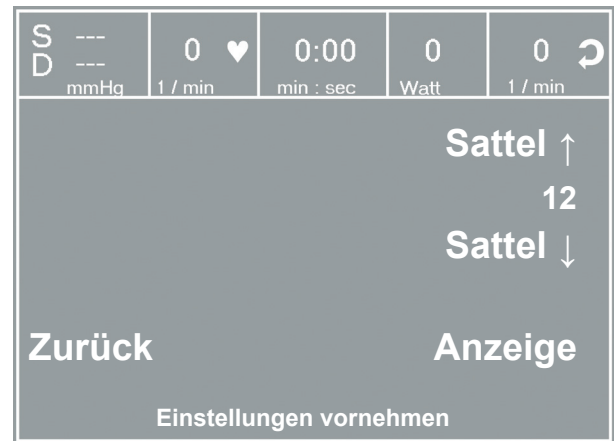 S --- 0 ♥ 0:00 0 0
D ---
mmHg 1 / min min : sec Watt 1 / min
Sattel ↑
12
Sattel ↓
Zurück Anzeige
Einstellungen vornehmen